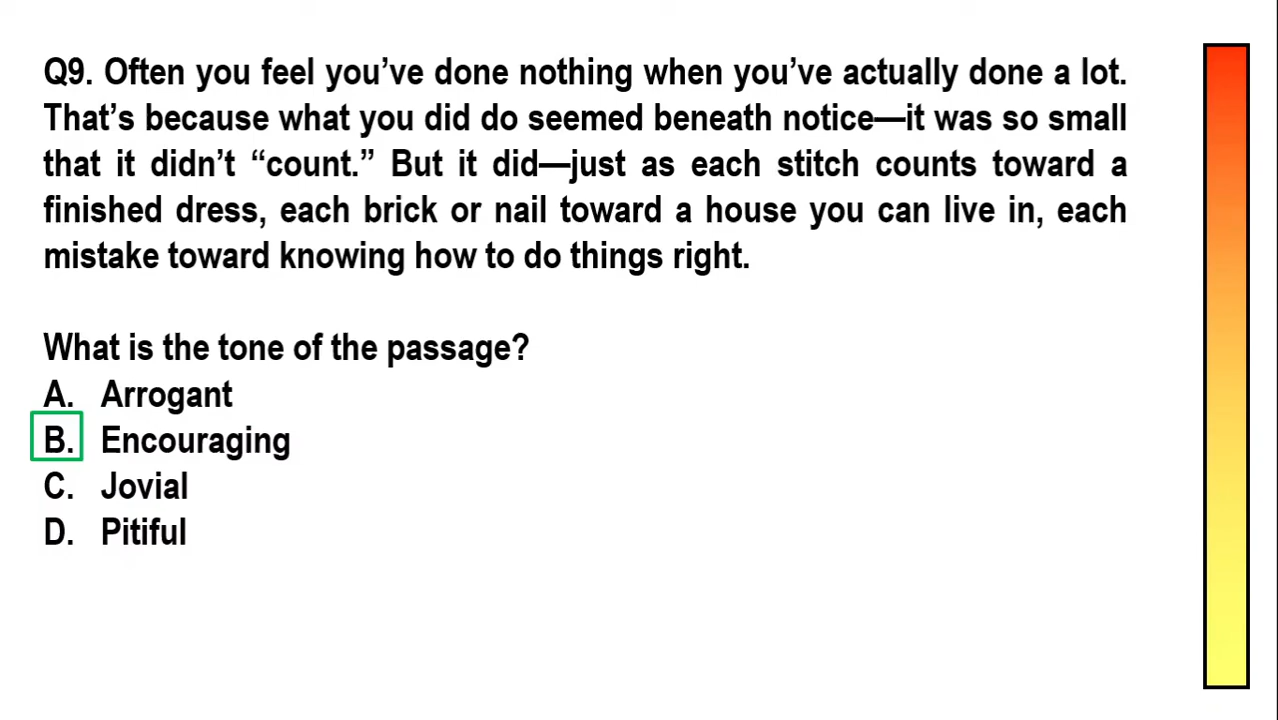 Q9. Often you feel you’ve done nothing when you’ve actually done a lot.
That’s because what you did do seemed beneath notice—it was so small
that it didn’t “count.” But it did—just as each stitch counts toward a
finished dress, each brick or nail toward a house you can live in, each
mistake toward knowing how to do things right.
What is the tone of the passage?
A. Arrogant
B. Encouraging
C. Jovial
D. Pitiful